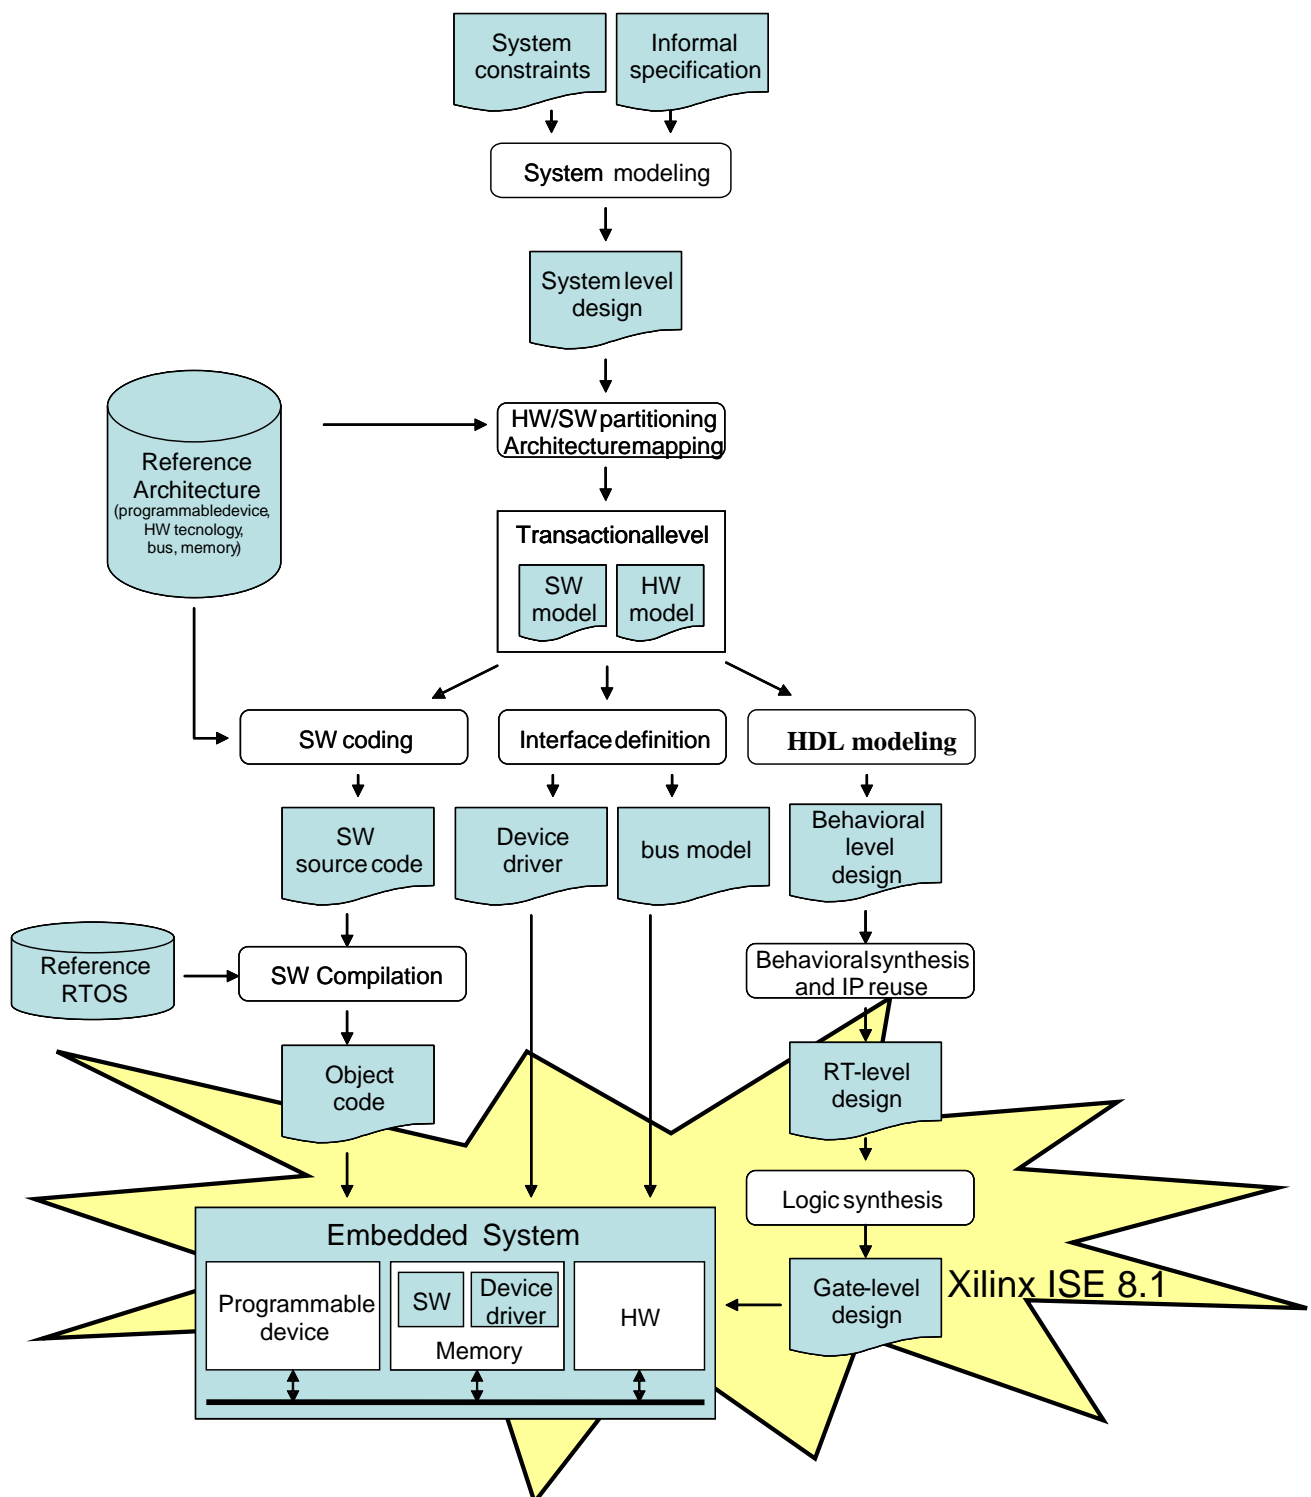 System
constraints
Informal
specification
System modeling
System level
design
HW/SW partitioning
Architecture mapping
Reference
Architecture
(programmable device,
HW tecnology,
bus, memory)
Transactional level
SW
model
HW
model
SW coding
Interface definition
HDL modeling
SW
source code
Device
driver
bus model
Behavioral
level
design
Reference
RTOS
SW Compilation
Behavioral synthesis
and IP reuse
Object
code
RT-level
design
Logic synthesis
Embedded System
Programmable
device
SW
Device
driver
Memory
HW
Gate-level
design
Xilinx ISE 8.1